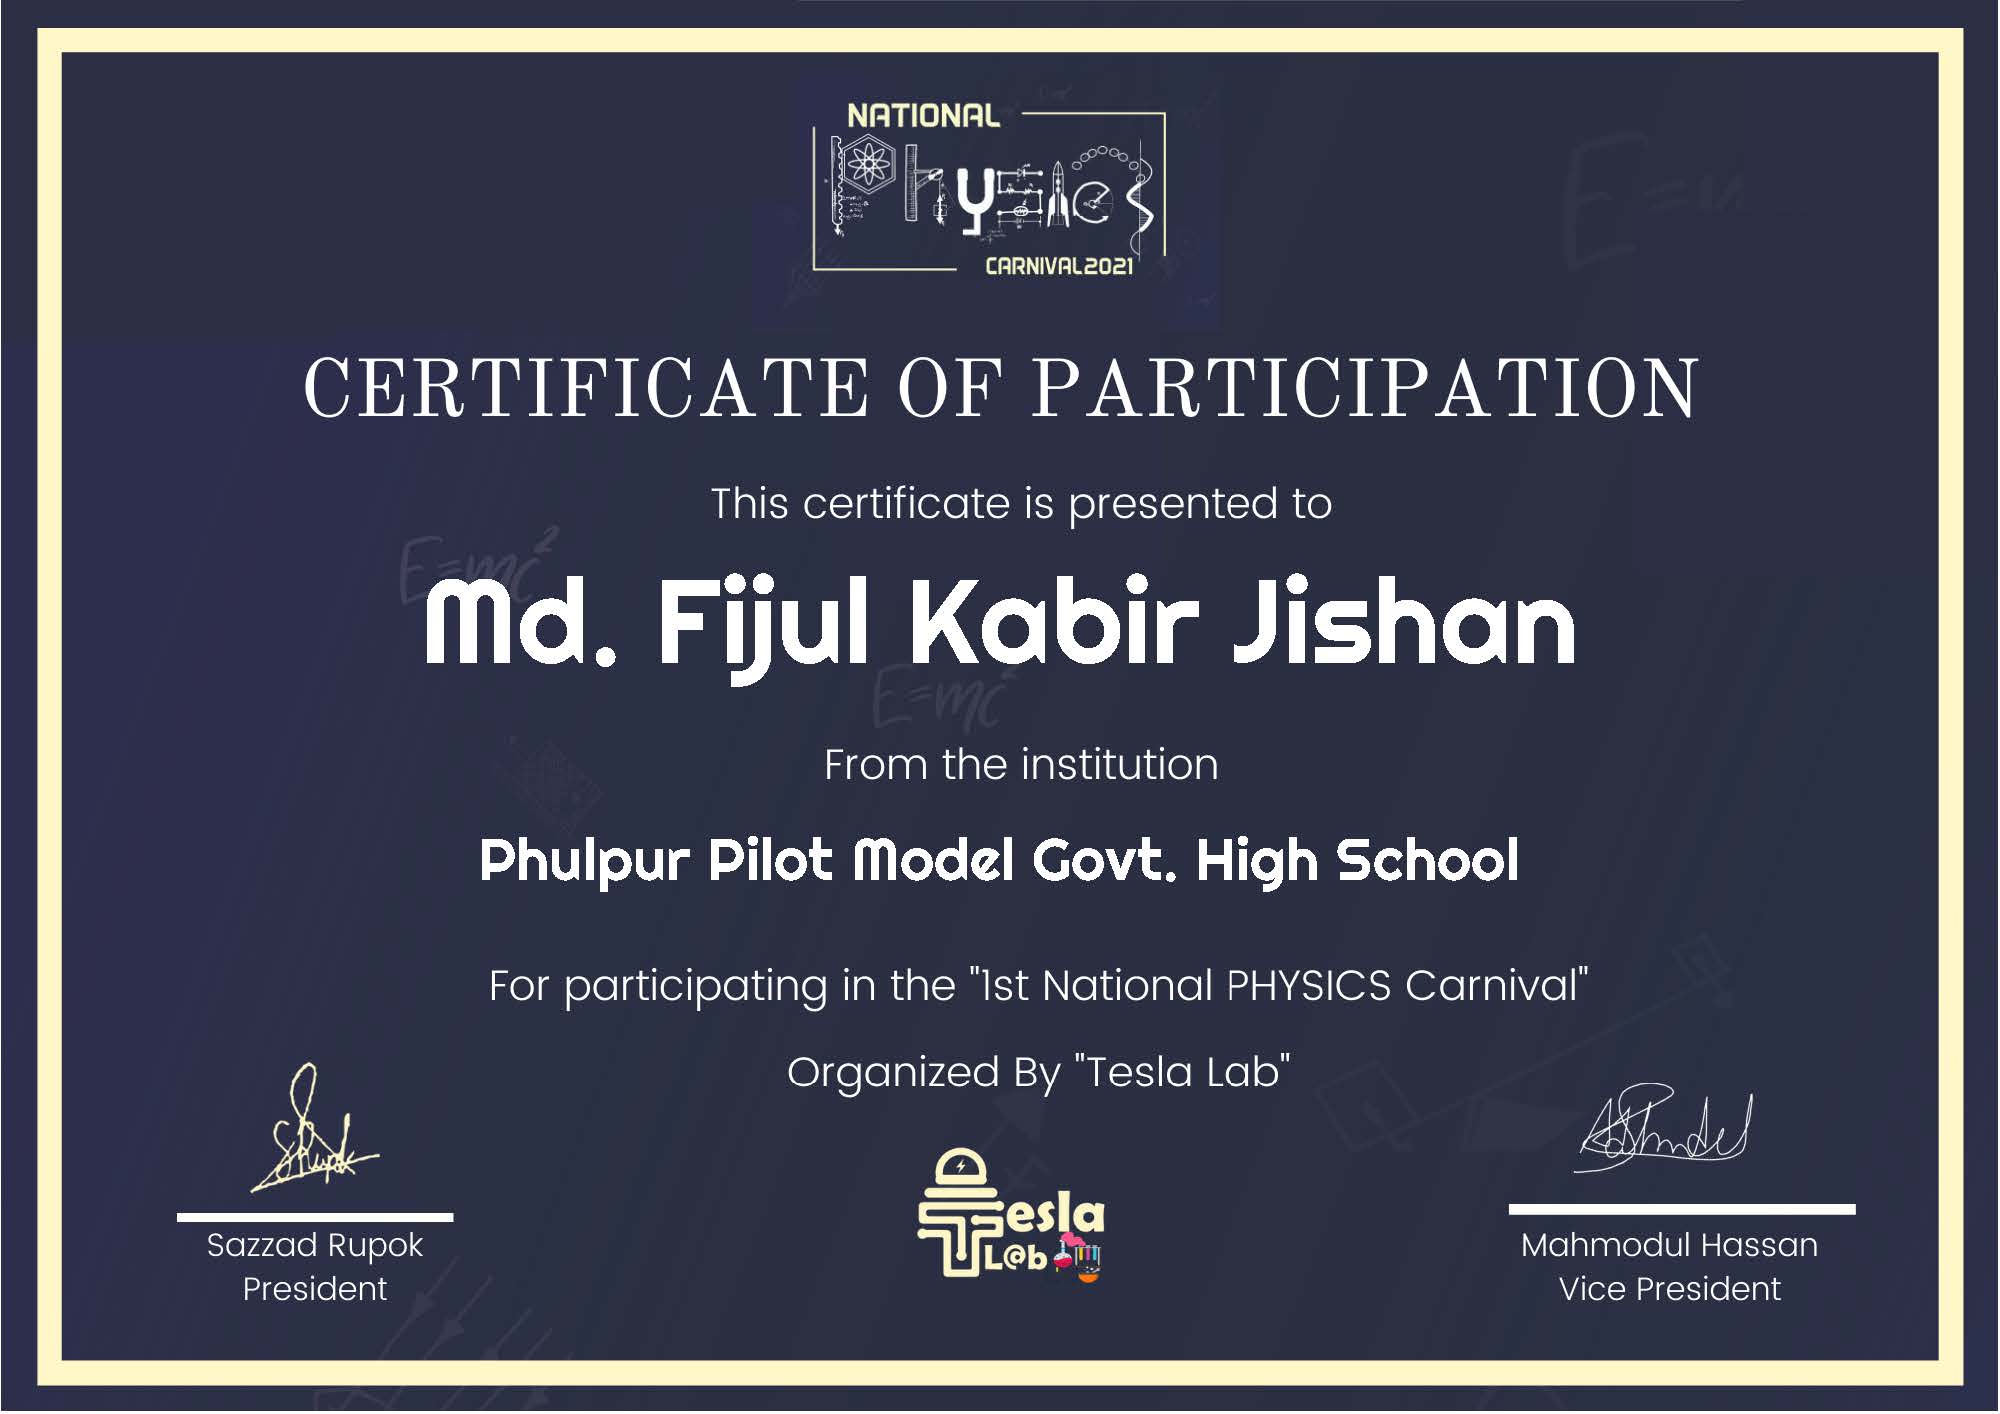 NATIONAL
Physics
CARNIVAL2021
CERTIFICATE OF PARTICIPATION
This certificate is presented to
E=mc²
Md. Fijul Kabir Jishan
E=mc²
From the institution
Phulpur Pilot Model Govt. High School
For participating in the "1st National PHYSICS Carnival"
Organized By "Tesla Lab"
Tesla
L@b
Sazzad Rupok
President
Mahmodul Hassan
Vice President